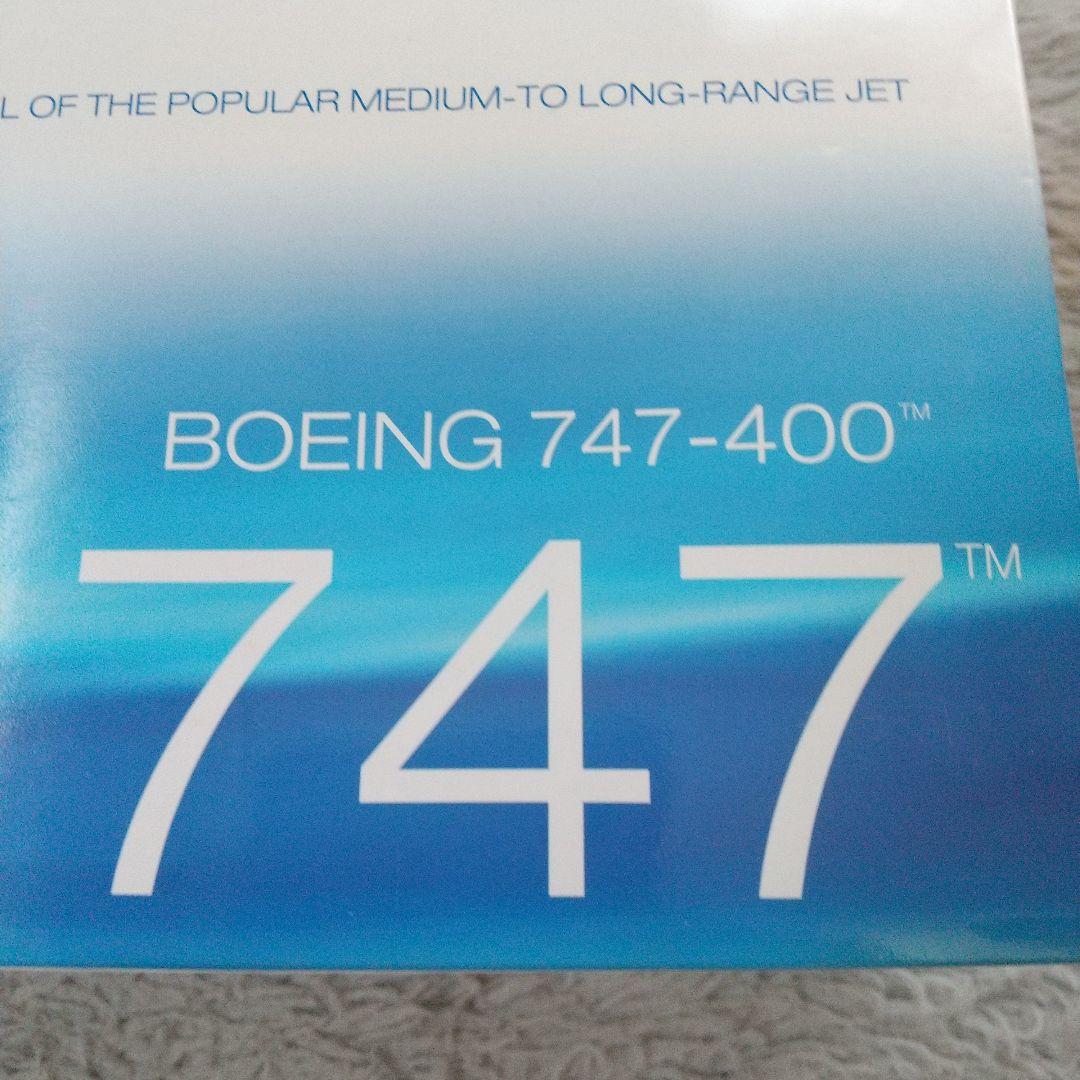 L OF THE POPULAR MEDIUM-TO LONG-RANGE JET
BOEING 747-400™
747™